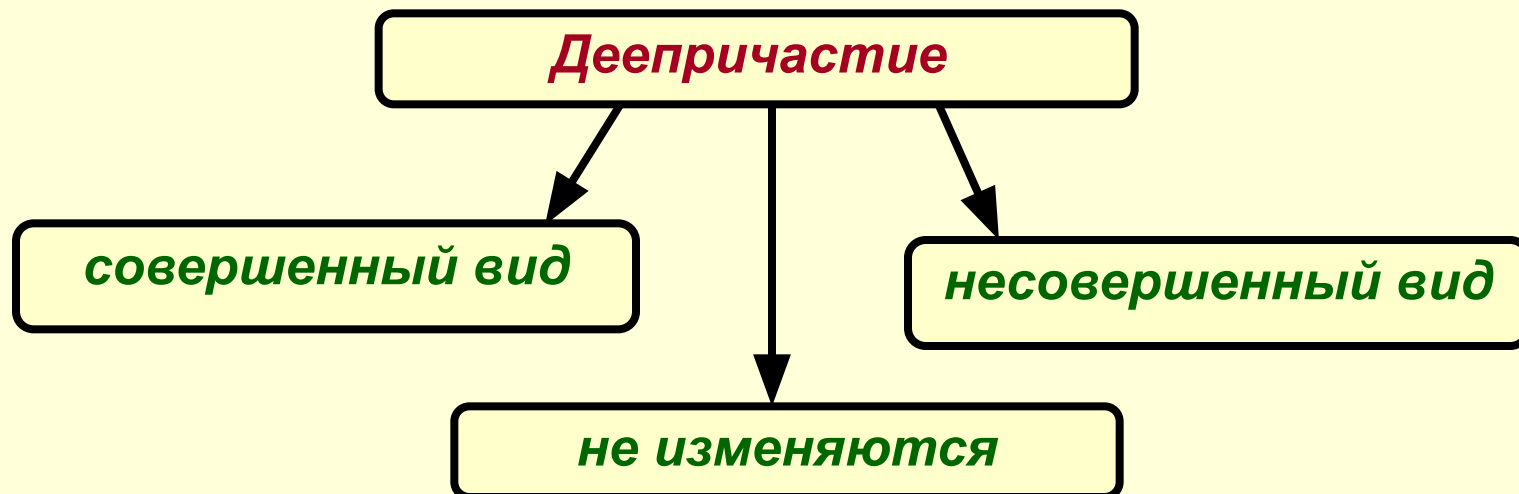 Деепричастие
совершенный вид
несовершенный вид
не изменяются